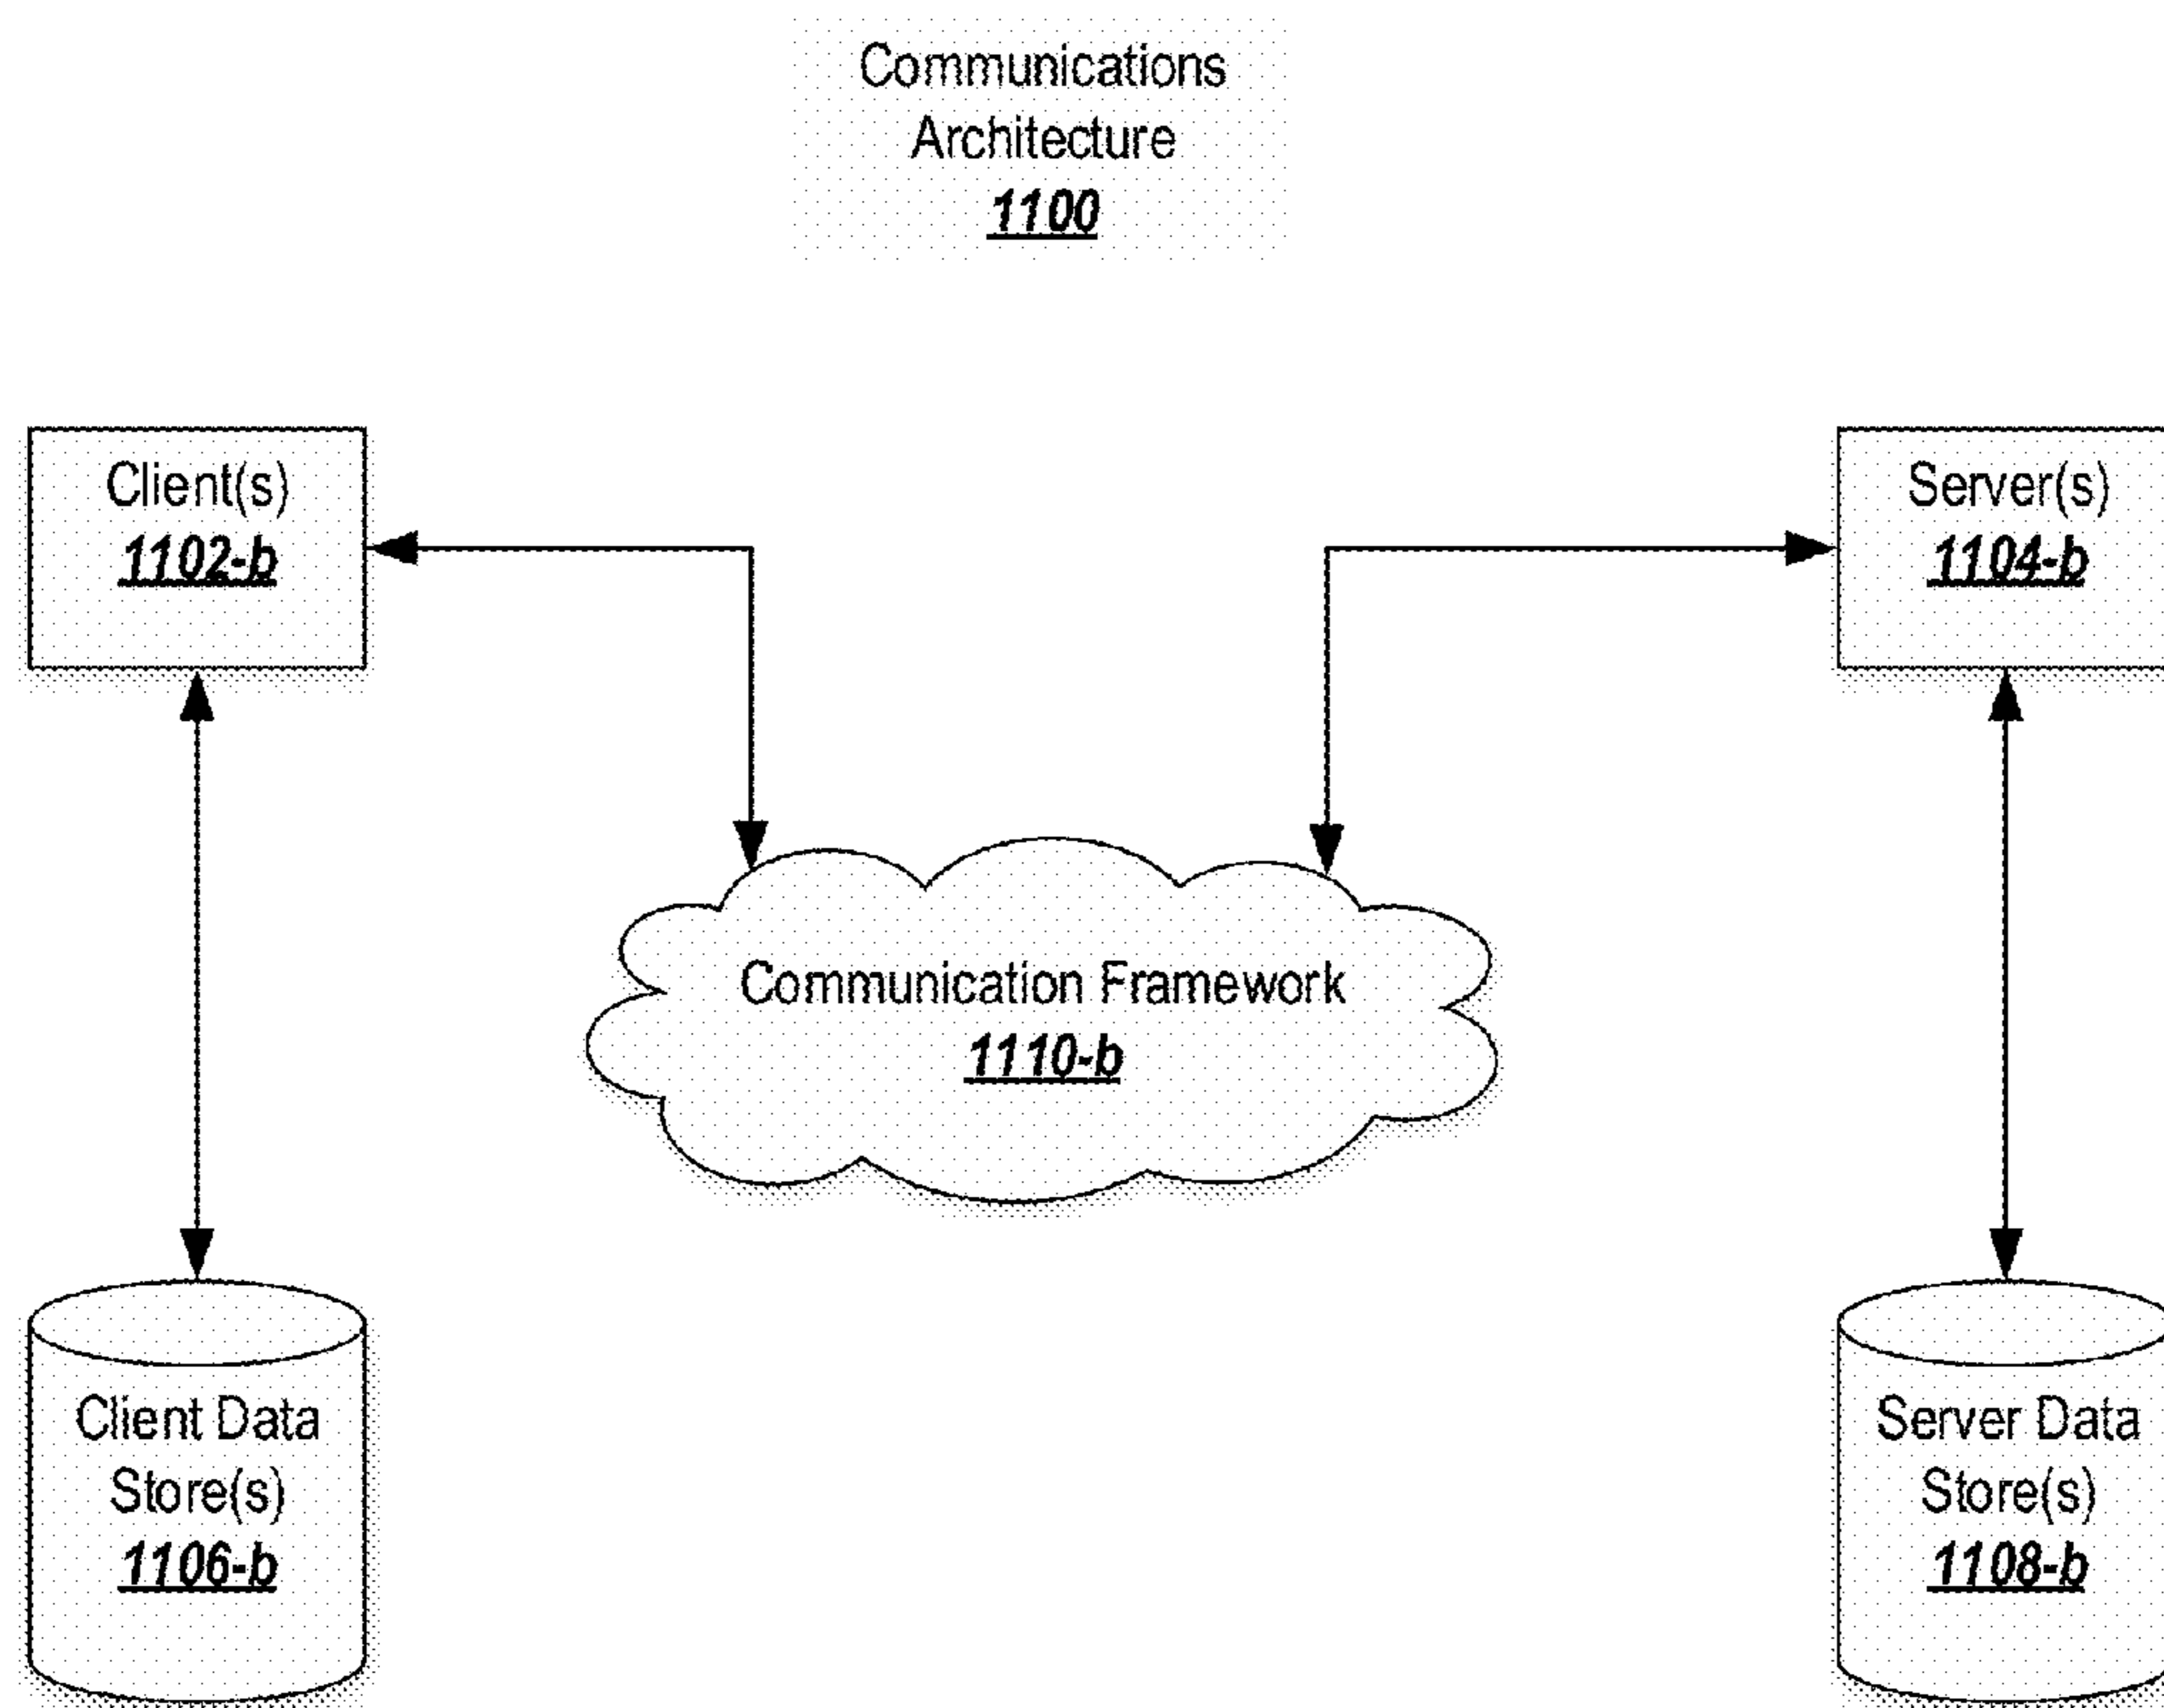 Communications
Architecture
1100
Client(s)
1102-b
Server(s)
1104-b
Communication Framework
1110-b
Client Data
Store(s)
1106-b
Server Data
Store(s)
1108-b